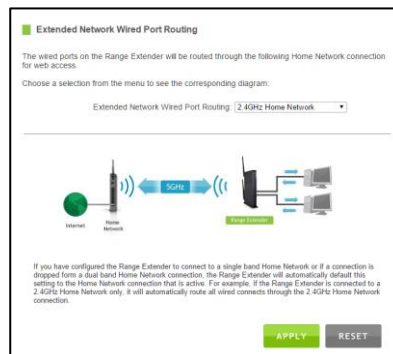 Extended Network Wired Port Routing
The wired ports on the Range Extender will be routed through the following Home Network connection
for web access.
Choose a selection from the menu to see the corresponding diagram:
Extended Network Wired Port Routing: 2.4GHz Home Network
5GHz
Internet
Home
Network
Range Extender
If you have configured the Range Extender to connect to a single band Home Network or if a connection is
dropped form a dual band Home Network connection, the Range Extender will automatically default this
setting to the Home Network connection that is active. For example, if the Range Extender is connected to a
2.4GHz Home Network only, it will automatically route all wired connects through the 2.4GHz Home Network
connection.
APPLY RESET